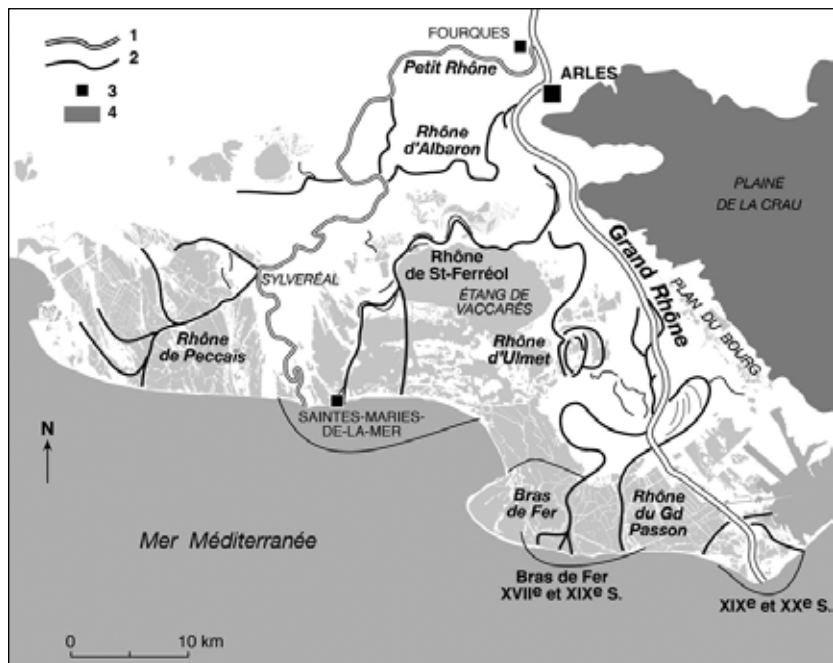 1
2
3
4
FOURQUES
Petit Rhône
ARLES
Rhône
d'Albaron
PLAINE
DE LA CRAU
Grand Rhône
PLAN DU BOURG
Rhône
de St-Ferréol
SYLVERÉAL
ÉTANG DE
VACCARÈS
Rhône
d'Ulmet
Rhône
de Peccais
SAINTES-MARIES-
DE-LA-MER
N
Bras
de Fer
Rhône
du Gd
Passon
Mer Méditerranée
Bras de Fer
XVIIe et XIXe S.
XIXe et XXe S.
0 10 km